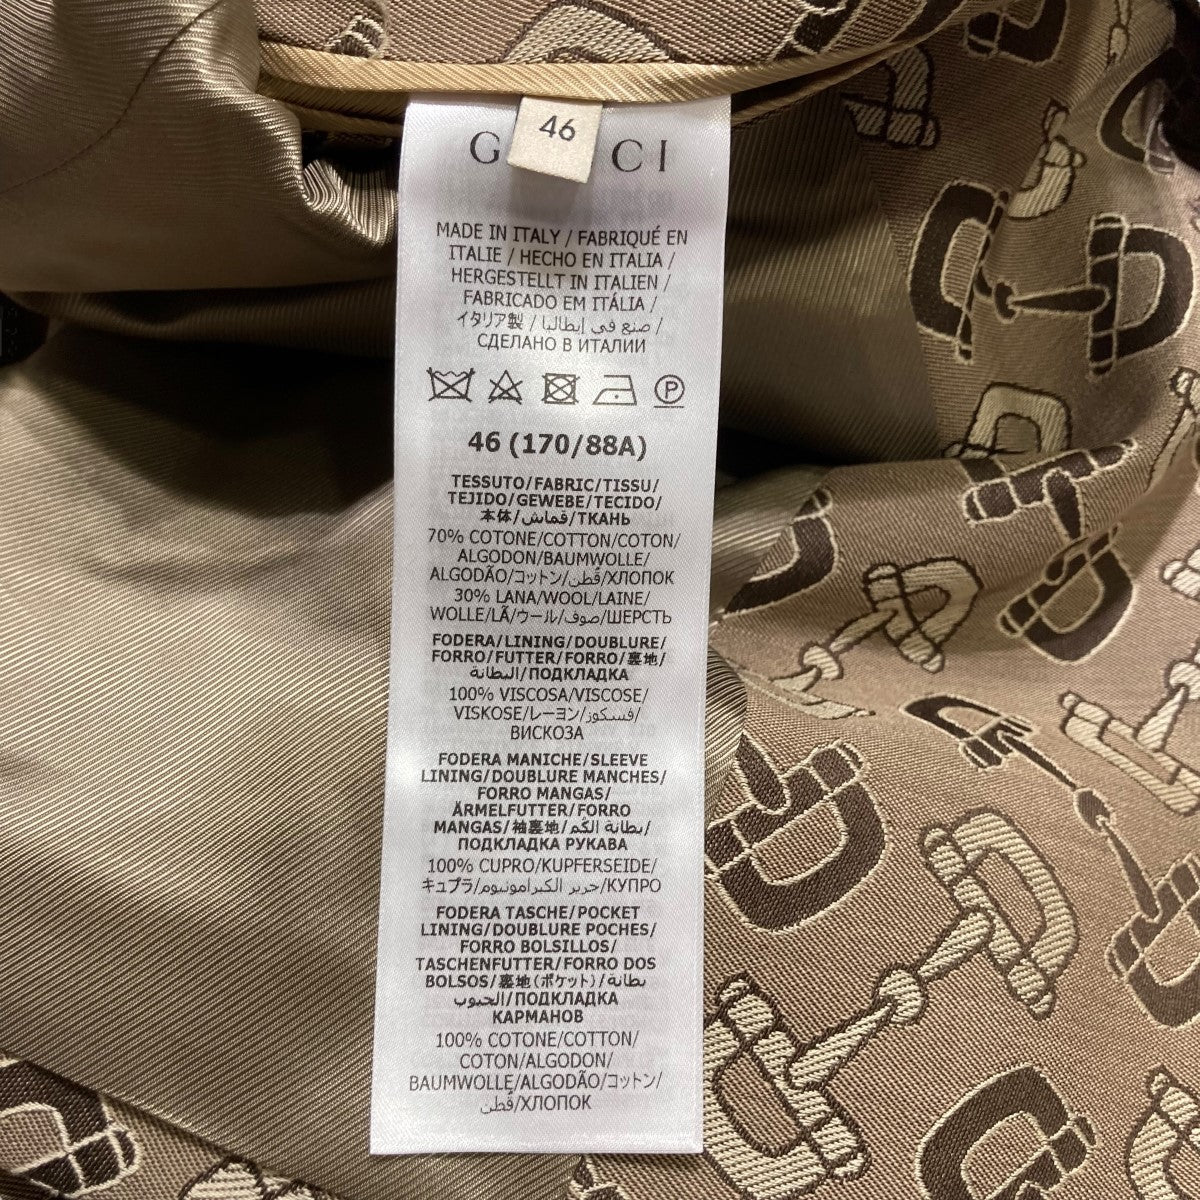 46
G CI
MADE IN ITALY / FABRIQUÉ EN
ITALIE / HECHO EN ITALIA /
HERGESTELLT IN ITALIEN /
FABRICADO EM ITÁLIA /
イタリア製 / صنع في إيطاليا /
СДЕЛАНО В ИТАЛИИ
P
46 (170/88A)
TESSUTO/FABRIC/TISSU/
TEJIDO/GEWEBE/TECIDO/
本体/قماش/ТКАНЬ
70% COTONE/COTTON/COTON/
ALGODON/BAUMWOLLE/
ALGODÃO/コットン/قُطن/ХЛОПОК
30% LANA/WOOL/LAINE/
WOLLE/LÃ/ウール/صوف/ШЕРСТЬ
FODERA/LINING/DOUBLURE/
FORRO/FUTTER/FORRO/裏地/
البطانة/ПОДКЛАДКА
100% VISCOSA/VISCOSE/
VISKOSE/レーヨン/فسكوز/
ВИСКОЗА
FODERA MANICHE/SLEEVE
LINING/DOUBLURE MANCHES/
FORRO MANGAS/
ÄRMELFUTTER/FORRO
MANGAS/袖裏地/بطانة الكُم/
ПОДКЛАДКА РУКАВА
100% CUPRO/KUPFERSEIDE/
キュプラ/حرير الكبرامونيوم/КУПРО
FODERA TASCHE/POCKET
LINING/DOUBLURE POCHES/
FORRO BOLSILLOS/
TASCHENFUTTER/FORRO DOS
BOLSOS/裏地(ポケット)/بطانة
الجيوب/ПОДКЛАДКА
КАРМАНОВ
100% COTONE/COTTON/
COTON/ALGODON/
BAUMWOLLE/ALGODÃO/コットン/
قُطن/ХЛОПОК